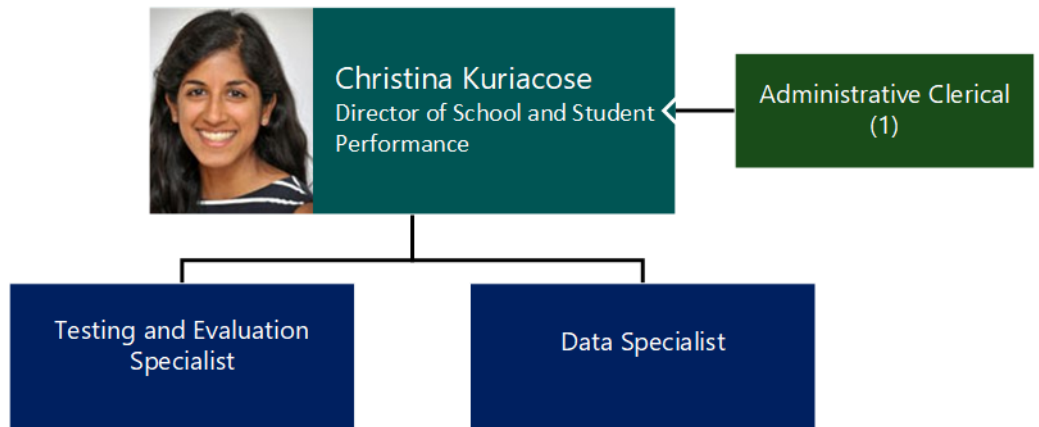 Christina Kuriacose
Director of School and Student
Performance
Administrative Clerical
(1)
Testing and Evaluation
Specialist
Data Specialist